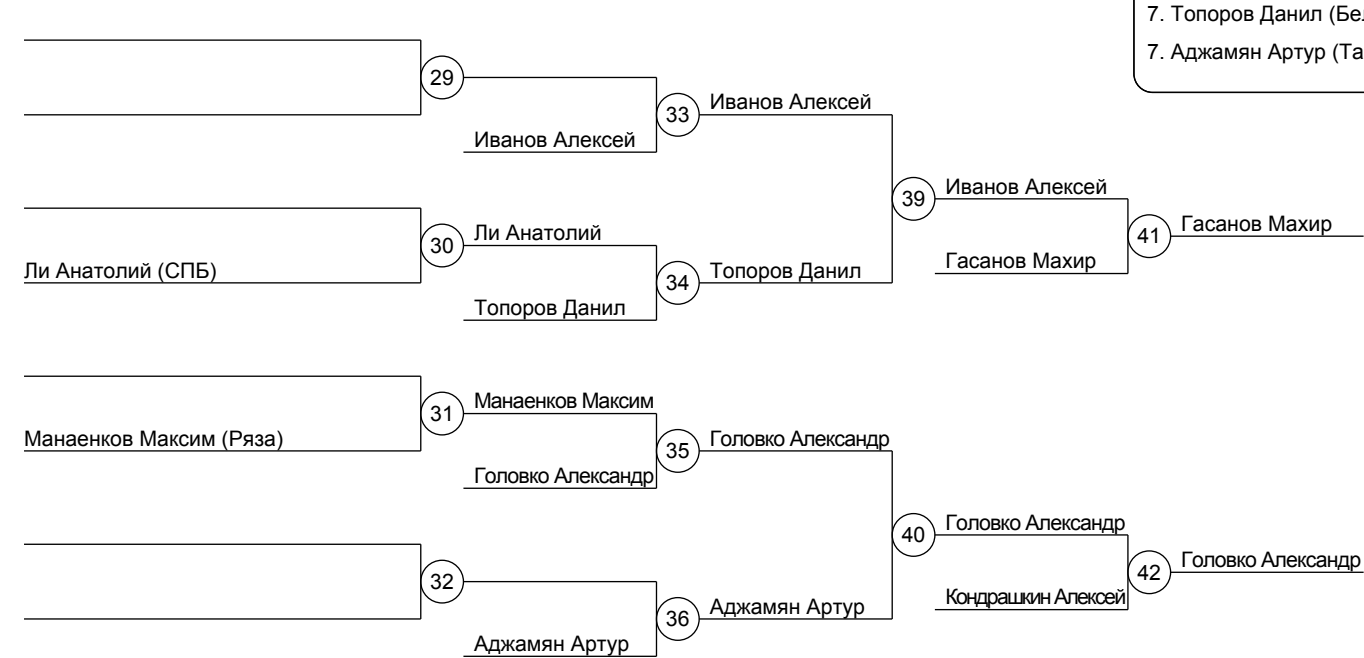 7. Топоров Данил
7. Аджамян Артур
29
Иванов Алексей
33
Иванов Алексей
39
Иванов Алексей
Ли Анатолий (СПБ)
30
Ли Анатолий
Топоров Данил
34
Топоров Данил
Гасанов Махир
41
Гасанов Махир
Манаенков Максим (Ряза)
31
Манаенков Максим
Головко Александр
35
Головко Александр
40
Головко Александр
32
Аджамян Артур
36
Аджамян Артур
Кондрашкин Алексей
42
Головко Александр